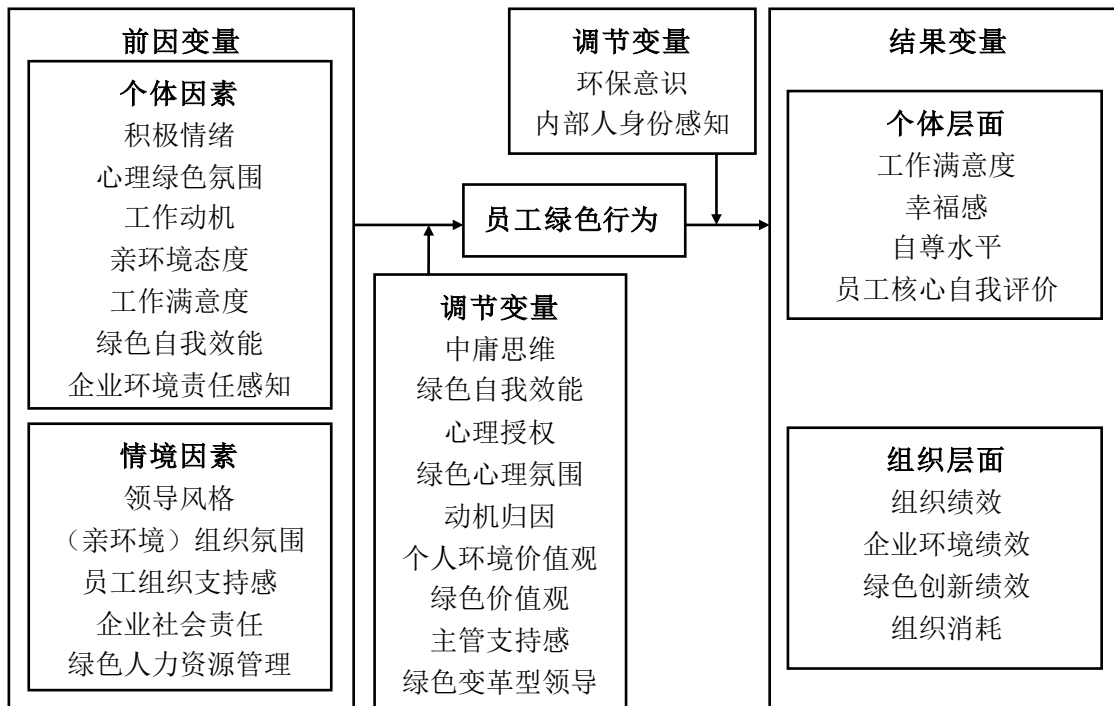 前因变量
个体因素
积极情绪
心理绿色氛围
工作动机
亲环境态度
工作满意度
绿色自我效能
企业环境责任感知
情境因素
领导风格
（亲环境）组织氛围
员工组织支持感
企业社会责任
绿色人力资源管理
员工绿色行为
调节变量
中庸思维
绿色自我效能
心理授权
绿色心理氛围
动机归因
个人环境价值观
绿色价值观
主管支持感
绿色变革型领导
调节变量
环保意识
内部人身份感知
结果变量
个体层面
工作满意度
幸福感
自尊水平
员工核心自我评价
组织层面
组织绩效
企业环境绩效
绿色创新绩效
组织消耗